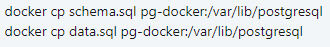 docker cp schema.sql pg-docker:/var/lib/postgresql
docker cp data.sql pg-docker:/var/lib/postgresql